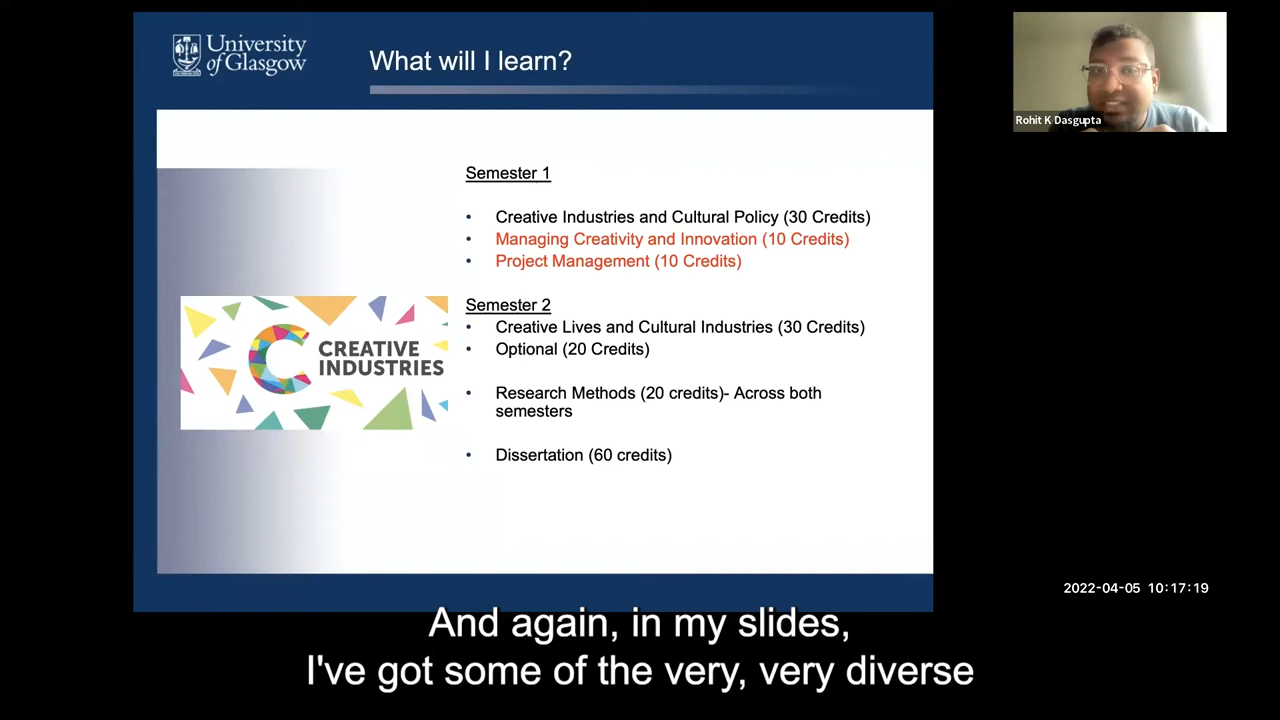 University
of Glasgow
What will I learn?
Rohit K Dasgupta
Semester 1
• Creative Industries and Cultural Policy (30 Credits)
• Managing Creativity and Innovation (10 Credits)
• Project Management (10 Credits)
Semester 2
• Creative Lives and Cultural Industries (30 Credits)
• Optional (20 Credits)
• Research Methods (20 credits)- Across both
semesters
• Dissertation (60 credits)
CREATIVE
INDUSTRIES
2022-04-05 10:17:19
And again, in my slides,
I've got some of the very, very diverse